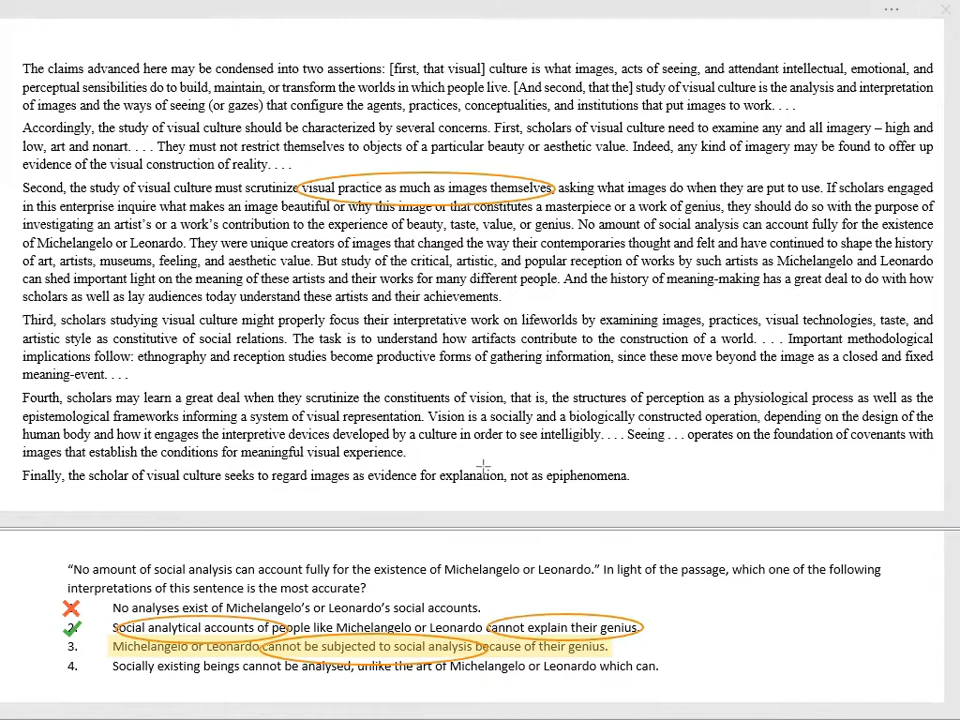 The claims advanced here may be condensed into two assertions: [first, that visual] culture is what images, acts of seeing, and attendant intellectual, emotional, and
perceptual sensibilities do to build, maintain, or transform the worlds in which people live. [And second, that the] study of visual culture is the analysis and interpretation
of images and the ways of seeing (or gazes) that configure the agents, practices, conceptualities, and institutions that put images to work. . . .
Accordingly, the study of visual culture should be characterized by several concerns. First, scholars of visual culture need to examine any and all imagery – high and
low, art and nonart. . . . They must not restrict themselves to objects of a particular beauty or aesthetic value. Indeed, any kind of imagery may be found to offer up
evidence of the visual construction of reality. . . .
Second, the study of visual culture must scrutinize visual practice as much as images themselves, asking what images do when they are put to use. If scholars engaged
in this enterprise inquire what makes an image beautiful or why this image or that constitutes a masterpiece or a work of genius, they should do so with the purpose of
investigating an artist's or a work's contribution to the experience of beauty, taste, value, or genius. No amount of social analysis can account fully for the existence
of Michelangelo or Leonardo. They were unique creators of images that changed the way their contemporaries thought and felt and have continued to shape the history
of art, artists, museums, feeling, and aesthetic value. But study of the critical, artistic, and popular reception of works by such artists as Michelangelo and Leonardo
can shed important light on the meaning of these artists and their works for many different people. And the history of meaning-making has a great deal to do with how
scholars as well as lay audiences today understand these artists and their achievements.
Third, scholars studying visual culture might properly focus their interpretative work on lifeworlds by examining images, practices, visual technologies, taste, and
artistic style as constitutive of social relations. The task is to understand how artifacts contribute to the construction of a world. . . . Important methodological
implications follow: ethnography and reception studies become productive forms of gathering information, since these move beyond the image as a closed and fixed
meaning-event. . . .
Fourth, scholars may learn a great deal when they scrutinize the constituents of vision, that is, the structures of perception as a physiological process as well as the
epistemological frameworks informing a system of visual representation. Vision is a socially and a biologically constructed operation, depending on the design of the
human body and how it engages the interpretive devices developed by a culture in order to see intelligibly. . . . Seeing . . . operates on the foundation of covenants with
images that establish the conditions for meaningful visual experience.
Finally, the scholar of visual culture seeks to regard images as evidence for explanation, not as epiphenomena.
“No amount of social analysis can account fully for the existence of Michelangelo or Leonardo.” In light of the passage, which one of the following
interpretations of this sentence is the most accurate?
No analyses exist of Michelangelo’s or Leonardo’s social accounts.
2. Social analytical accounts of people like Michelangelo or Leonardo cannot explain their genius.
3. Michelangelo or Leonardo cannot be subjected to social analysis because of their genius.
4. Socially existing beings cannot be analysed, unlike the art of Michelangelo or Leonardo which can.